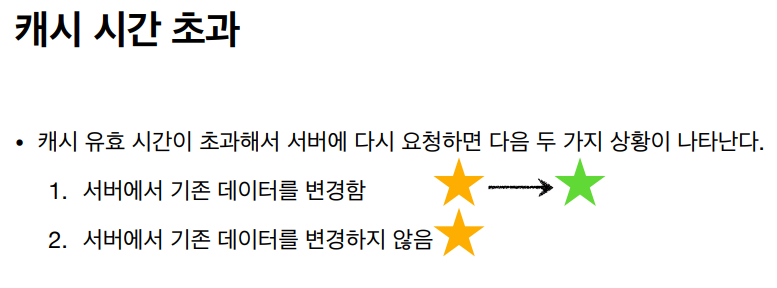 캐시 시간 초과
• 캐시 유효 시간이 초과해서 서버에 다시 요청하면 다음 두 가지 상황이 나타난다.
1. 서버에서 기존 데이터를 변경함
2. 서버에서 기존 데이터를 변경하지 않음